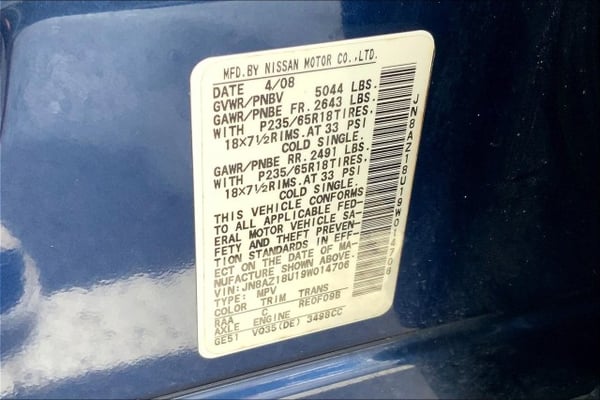 MFD.BY NISSAN MOTOR CO.,LTD.
DATE 4/08
GVWR/PNBV 5044 LBS.
GAWR/PNBE FR. 2643 LBS.
WITH P235/65R18TIRES.
18X7½RIMS.AT 33 PSI
COLD SINGLE.
GAWR/PNBE RR. 2491 LBS.
WITH P235/65R18TIRES.
18X7½RIMS.AT 33 PSI
COLD SINGLE.
THIS VEHICLE CONFORMS
TO ALL APPLICABLE FED-
ERAL MOTOR VEHICLE SA-
FETY AND THEFT PREVEN-
TION STANDARDS IN EFF-
ECT ON THE DATE OF MA-
NUFACTURE SHOWN ABOVE.
VIN: JN8AZ18U19W014706
TYPE: MPV
COLOR TRIM TRANS
RAA C RE0F09B
AXLE ENGINE
GE51 VQ35(DE) 3498CC
JN8AZ18U19W014706